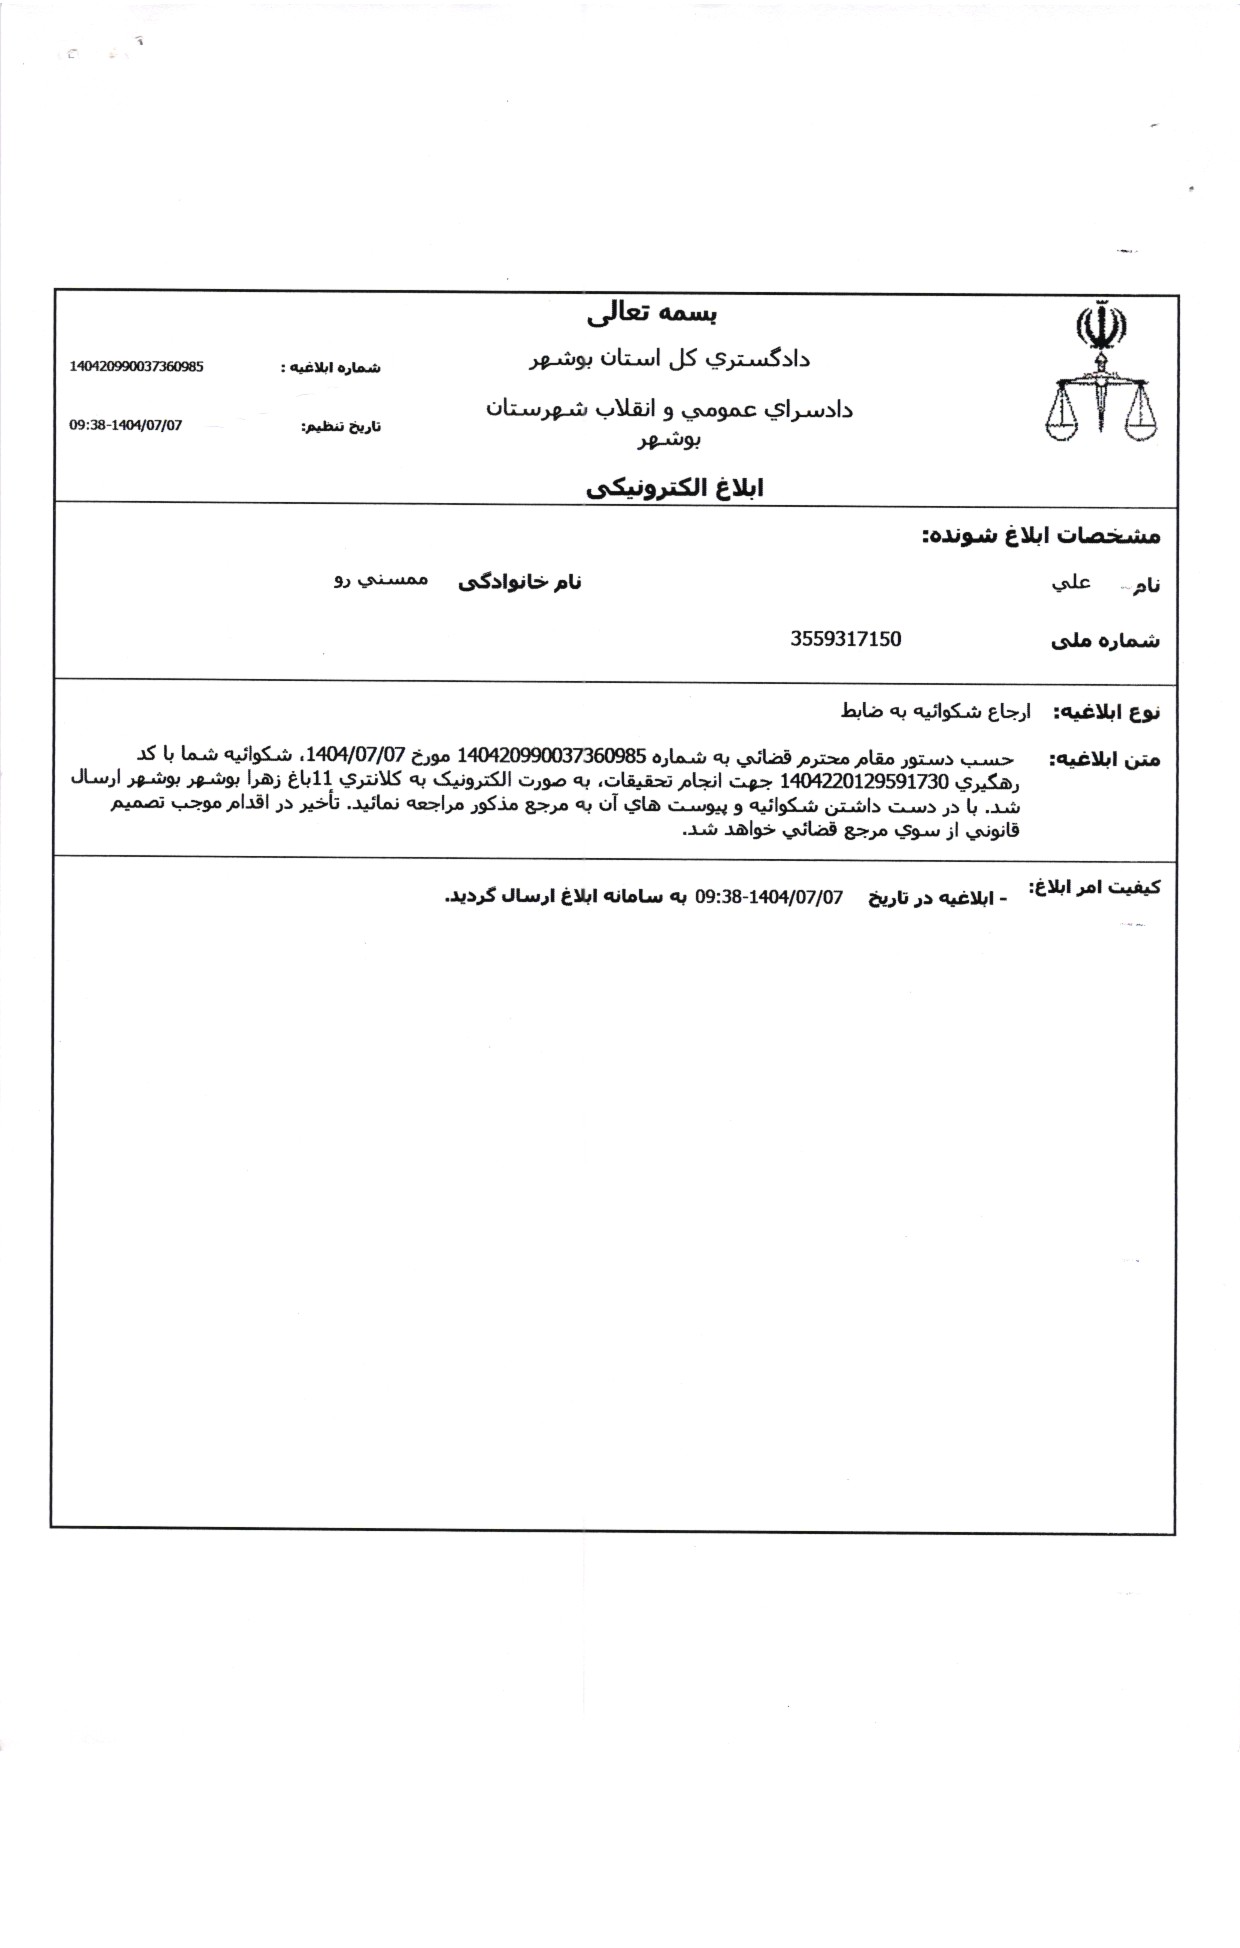 بسمه تعالی
دادگستري کل استان بوشهر
شماره ابلاغیه : 140420990037360985
دادسراي عمومي و انقلاب شهرستان
بوشهر
تاریخ تنظیم: 09:38-1404/07/07
ابلاغ الکترونیکی
مشخصات ابلاغ شونده:
نام علي نام خانوادگی ممسني رو
شماره ملی 3559317150
نوع ابلاغیه: ارجاع شکوائیه به ضابط
متن ابلاغیه: حسب دستور مقام محترم قضائي به شماره 140420990037360985 مورخ 1404/07/07، شکوائیه شما با کد
رهگیري 1404220129591730 جهت انجام تحقیقات، به صورت الکترونیک به کلانتري 11باغ زهرا بوشهر بوشهر ارسال
شد. با در دست داشتن شکوائیه و پیوست هاي آن به مرجع مذکور مراجعه نمائید. تأخیر در اقدام موجب تصمیم
قانوني از سوي مرجع قضائي خواهد شد.
کیفیت امر ابلاغ: - ابلاغیه در تاریخ 09:38-1404/07/07 به سامانه ابلاغ ارسال گردید.